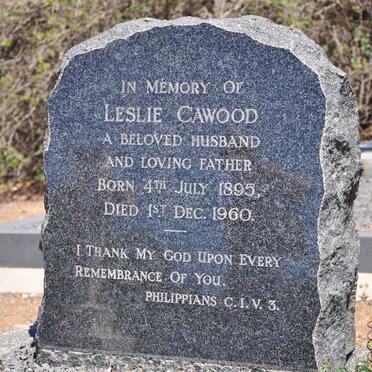 IN MEMORY OF
LESLIE CAWOOD
A BELOVED HUSBAND
AND LOVING FATHER
BORN 4TH JULY 1895,
DIED 1ST DEC. 1960.
I THANK MY GOD UPON EVERY
REMEMBRANCE OF YOU.
PHILIPPIANS C.I.V.3.